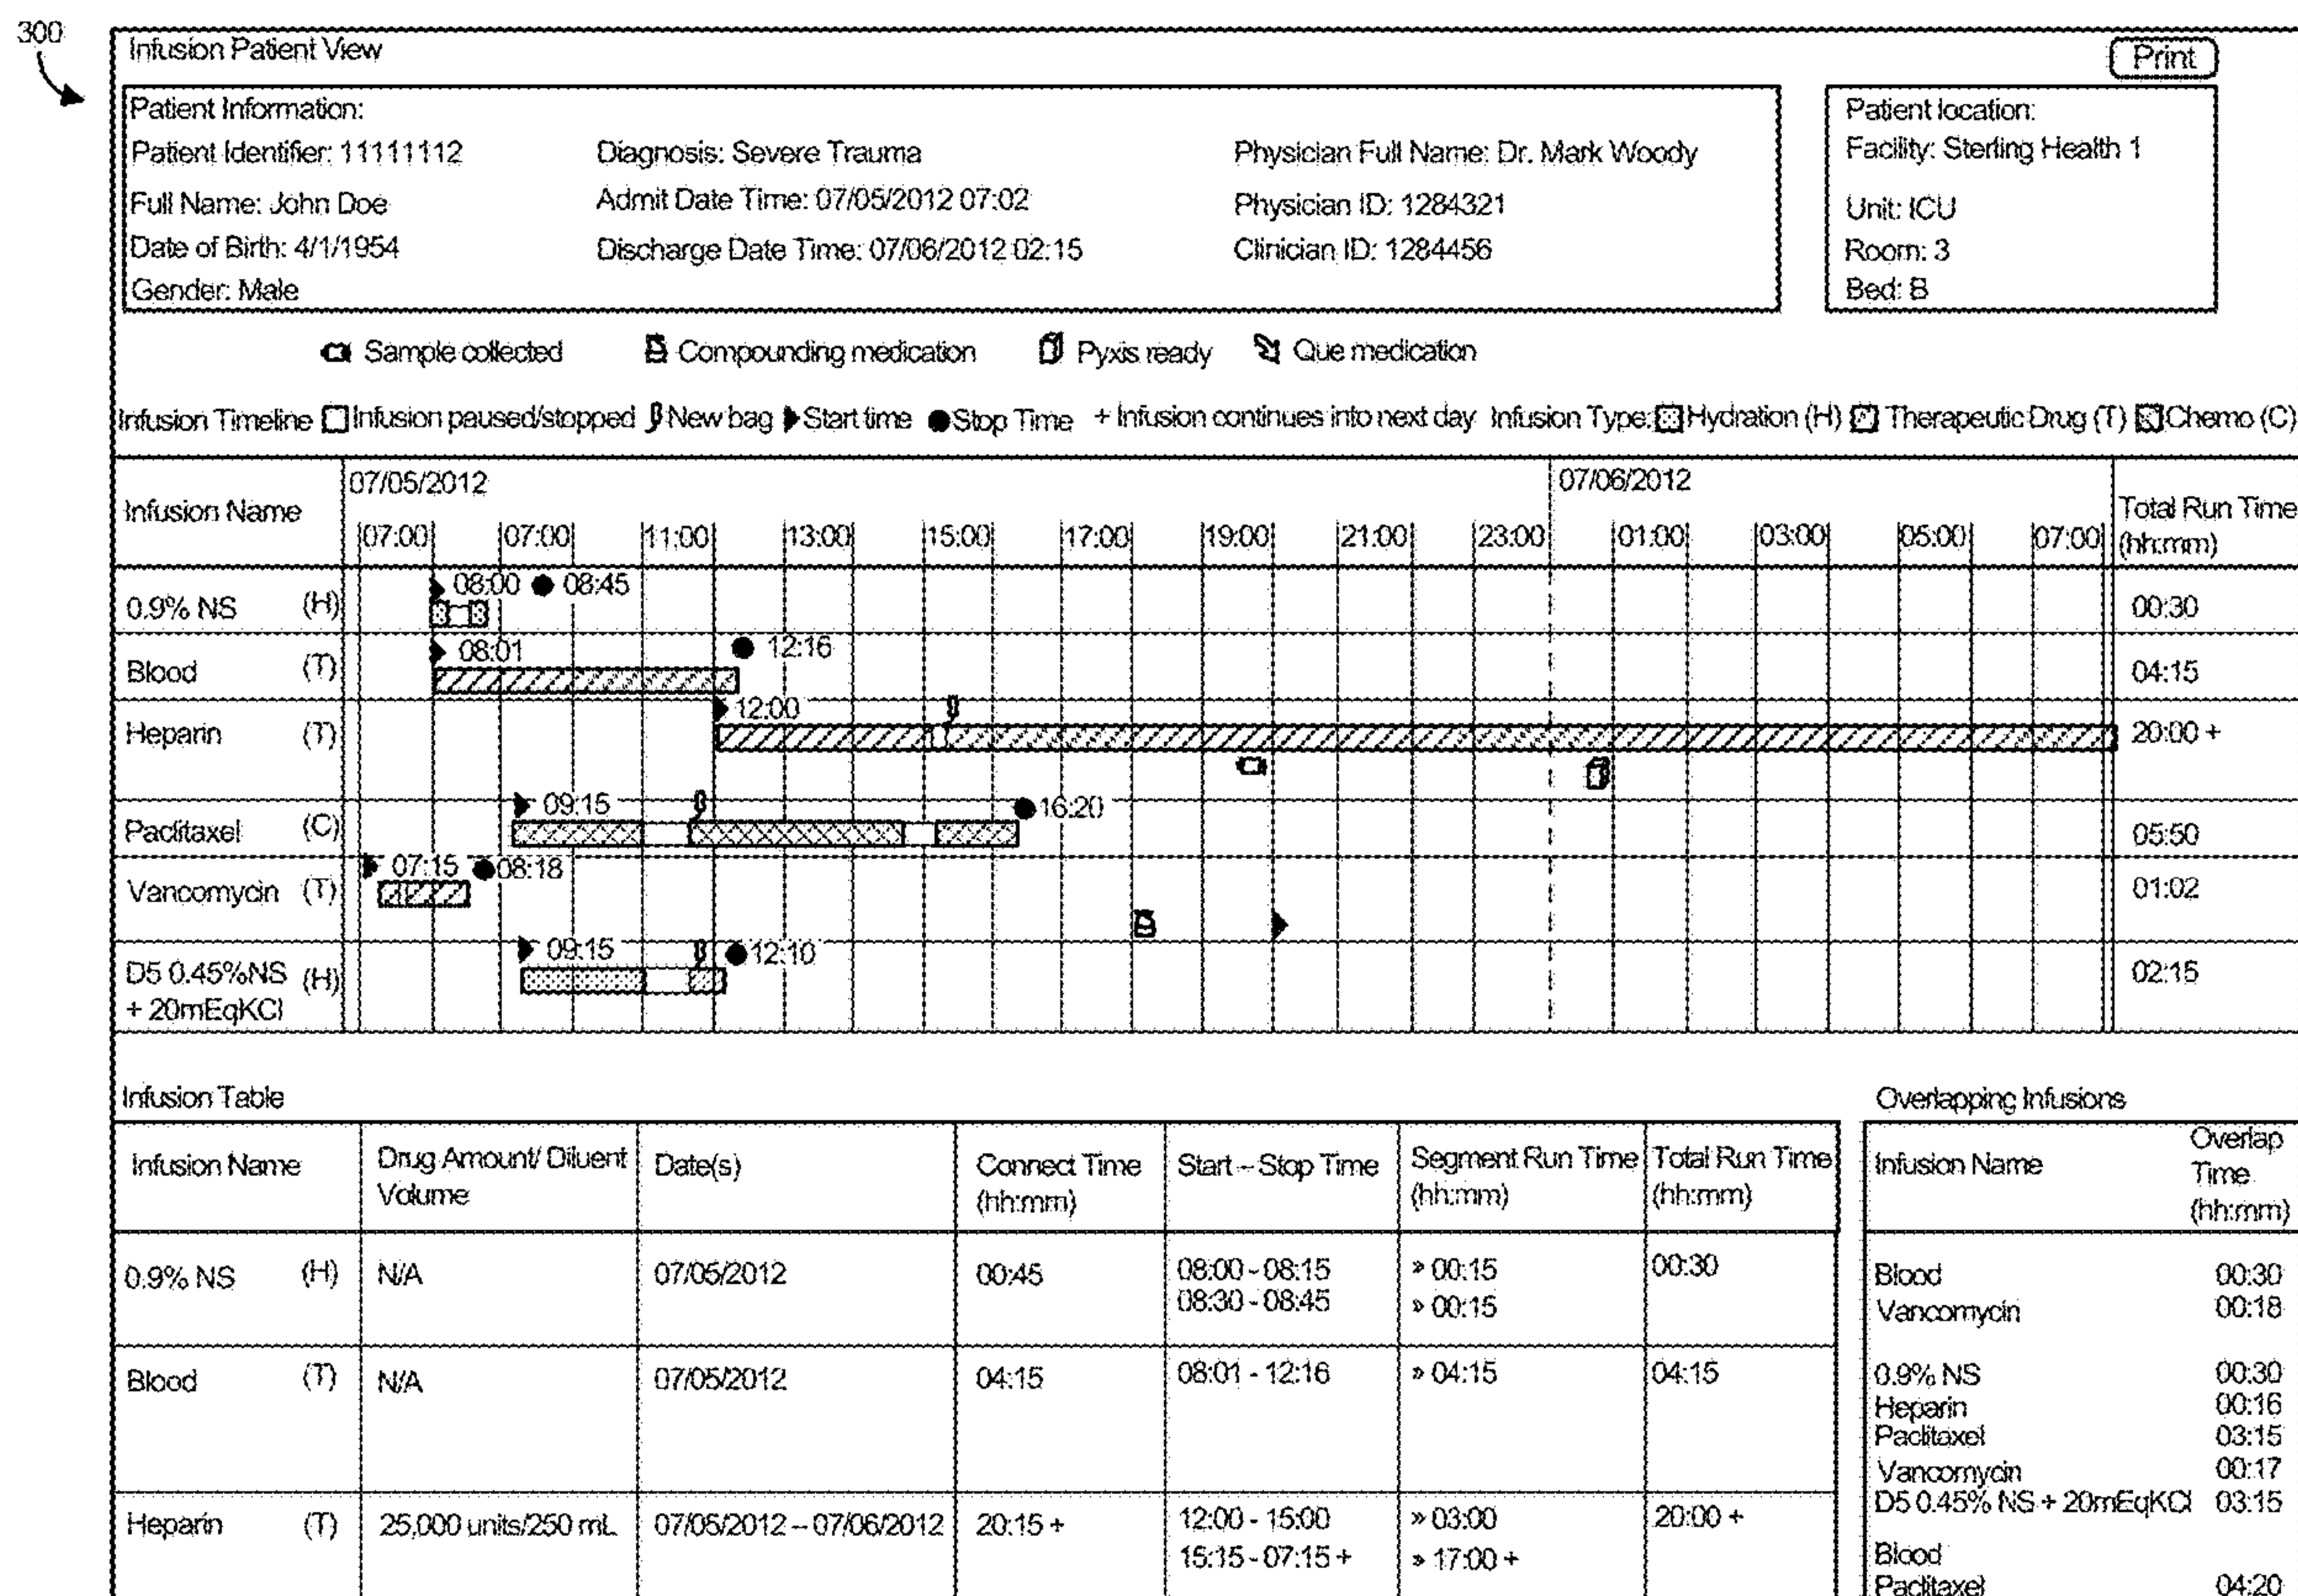 300
Infusion Patient View
Print
Patient Information:
Patient Identifier: 11111112 Diagnosis: Severe Trauma Physician Full Name: Dr. Mark Woody
Full Name: John Doe Admit Date Time: 07/05/2012 07:02 Physician ID: 1284321
Date of Birth: 4/1/1954 Discharge Date Time: 07/06/2012 02:15 Clinician ID: 1284456
Gender: Male
Patient location:
Facility: Sterling Health 1
Unit: ICU
Room: 3
Bed: B
Sample collected Compounding medication Pyxis ready Que medication
Infusion Timeline Infusion paused/stopped New bag Start time Stop Time + Infusion continues into next day Infusion Type: Hydration (H) Therapeutic Drug (T) Chemo (C)
Infusion Name 07/05/2012 07/06/2012 Total Run Time (hh:mm)
07:00 07:00 11:00 13:00 15:00 17:00 19:00 21:00 23:00 01:00 03:00 05:00 07:00
0.9% NS (H) 08:00 08:45 00:30
Blood (T) 08:01 12:16 04:15
Heparin (T) 12:00 20:00 +
Paclitaxel (C) 09:15 16:20 05:50
Vancomycin (T) 07:15 08:18 01:02
D5 0.45%NS + 20mEqKCl (H) 09:15 12:10 02:15
Infusion Table
Infusion Name Drug Amount/ Diluent Volume Date(s) Connect Time (hh:mm) Start – Stop Time Segment Run Time (hh:mm) Total Run Time (hh:mm)
0.9% NS (H) N/A 07/05/2012 00:45 08:00 - 08:15 » 00:15 00:30
08:30 - 08:45 » 00:15
Blood (T) N/A 07/05/2012 04:15 08:01 - 12:16 » 04:15 04:15
Heparin (T) 25,000 units/250 mL 07/05/2012 – 07/06/2012 20:15 + 12:00 - 15:00 » 03:00 20:00 +
15:15 - 07:15 + » 17:00 +
Overlapping Infusions
Infusion Name Overlap Time (hh:mm)
Blood 00:30
Vancomycin 00:18
0.9% NS 00:30
Heparin 00:16
Paclitaxel 03:15
Vancomycin 00:17
D5 0.45% NS + 20mEqKCl 03:15
Blood
Paclitaxel 04:20